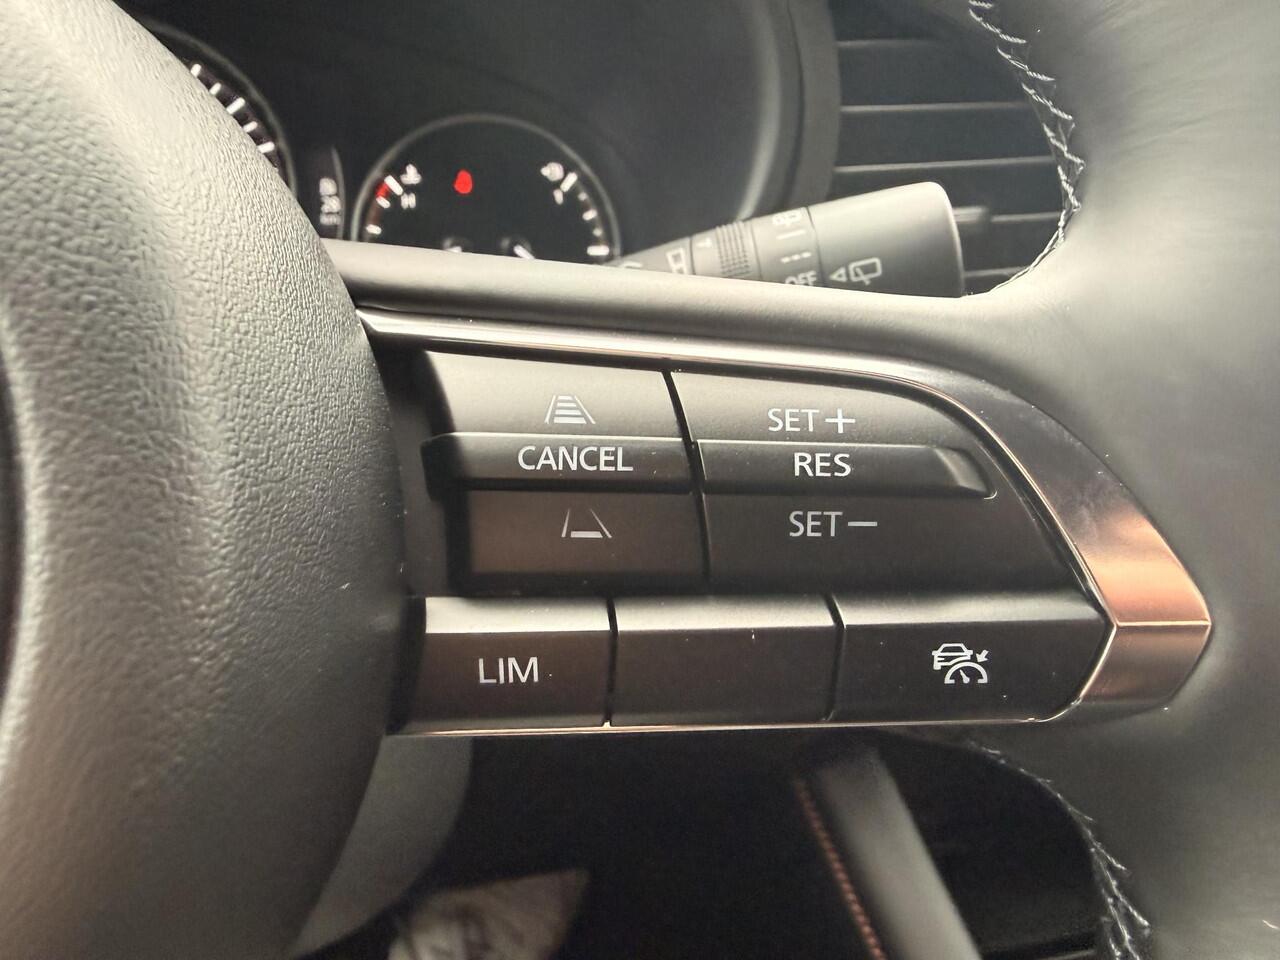 H
OFF
SET+
CANCEL
RES
SET−
LIM